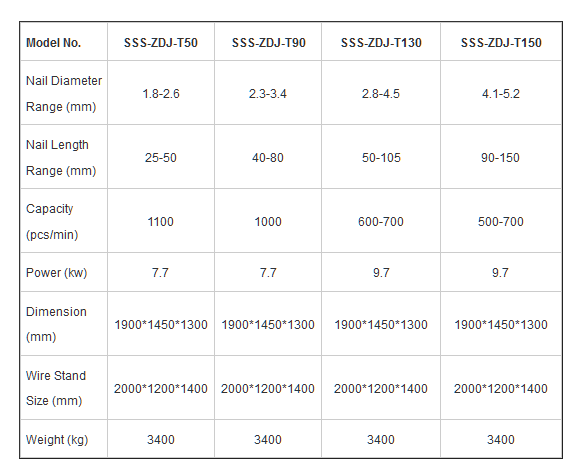 Model No. SSS-ZDJ-T50 SSS-ZDJ-T90 SSS-ZDJ-T130 SSS-ZDJ-T150
Nail Diameter
Range (mm) 1.8-2.6 2.3-3.4 2.8-4.5 4.1-5.2
Nail Length
Range (mm) 25-50 40-80 50-105 90-150
Capacity
(pcs/min) 1100 1000 600-700 500-700
Power (kw) 7.7 7.7 9.7 9.7
Dimension
(mm) 1900*1450*1300 1900*1450*1300 1900*1450*1300 1900*1450*1300
Wire Stand
Size (mm) 2000*1200*1400 2000*1200*1400 2000*1200*1400 2000*1200*1400
Weight (kg) 3400 3400 3400 3400